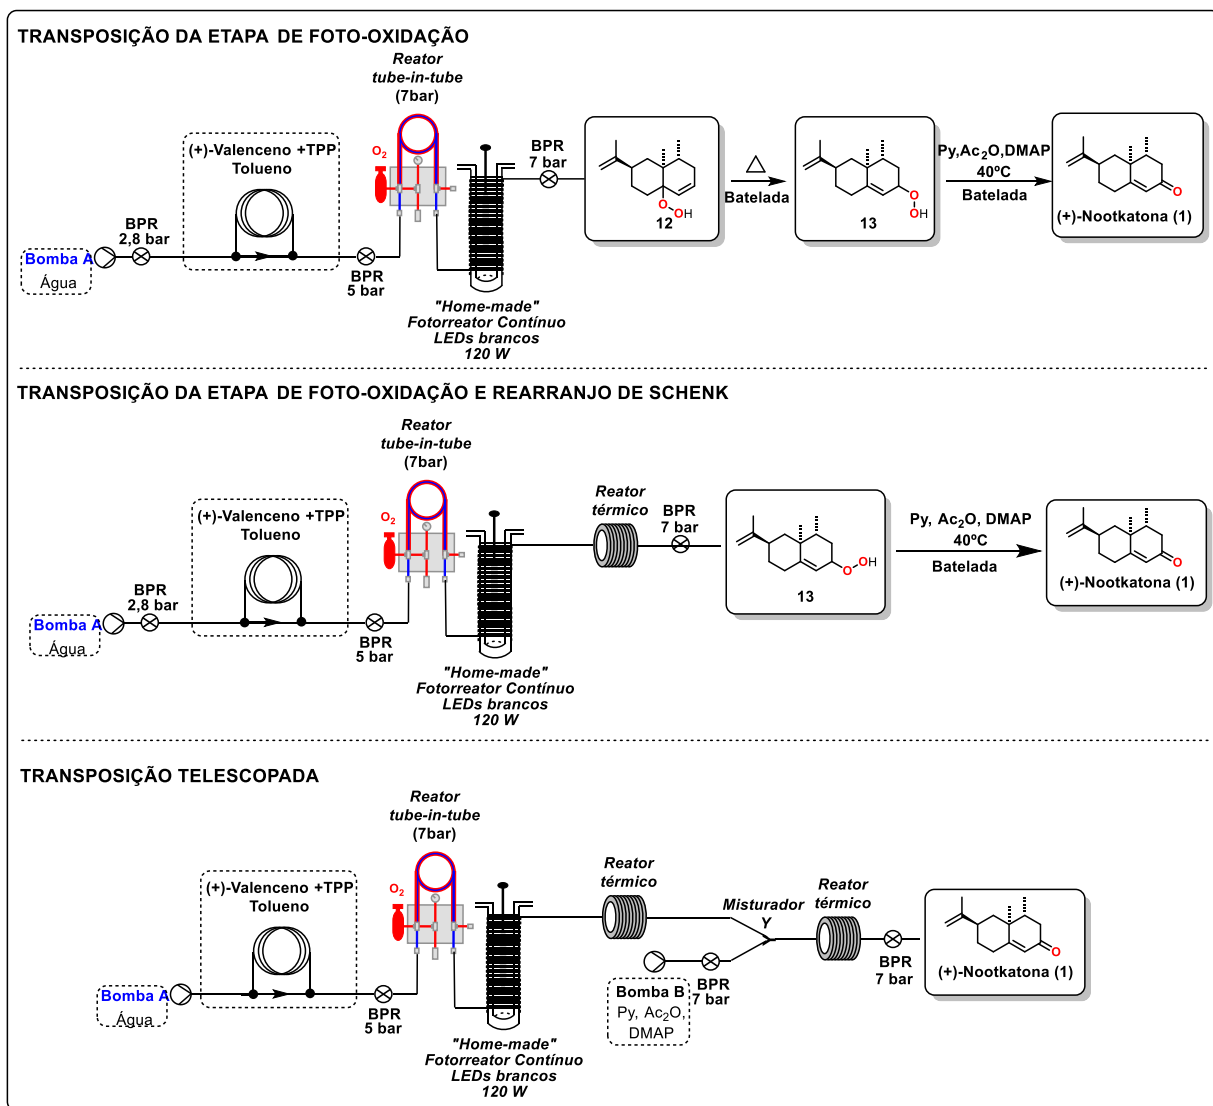 TRANSPOSIÇÃO DA ETAPA DE FOTO-OXIDAÇÃO
Reator
tube-in-tube
(7bar)
(+)-Valenceno +TPP
Tolueno
O2
BPR
7 bar
BPR
2,8 bar
Bomba A
Água
BPR
5 bar
"Home-made"
Fotorreator Contínuo
LEDs brancos
120 W
O
OH
12
△
Batelada
O
OH
13
Py,Ac2O,DMAP
40ºC
Batelada
O
(+)-Nootkatona (1)
TRANSPOSIÇÃO DA ETAPA DE FOTO-OXIDAÇÃO E REARRANJO DE SCHENK
Reator
tube-in-tube
(7bar)
(+)-Valenceno +TPP
Tolueno
O2
Reator
térmico
BPR
7 bar
BPR
2,8 bar
Bomba A
Água
BPR
5 bar
"Home-made"
Fotorreator Contínuo
LEDs brancos
120 W
O
OH
13
Py, Ac2O, DMAP
40ºC
Batelada
O
(+)-Nootkatona (1)
TRANSPOSIÇÃO TELESCOPADA
Reator
tube-in-tube
(7bar)
(+)-Valenceno +TPP
Tolueno
O2
Reator
térmico
Misturador
Y
Reator
térmico
Bomba A
Água
BPR
5 bar
"Home-made"
Fotorreator Contínuo
LEDs brancos
120 W
Bomba B
Py, Ac2O,
DMAP
BPR
7 bar
BPR
7 bar
O
(+)-Nootkatona (1)